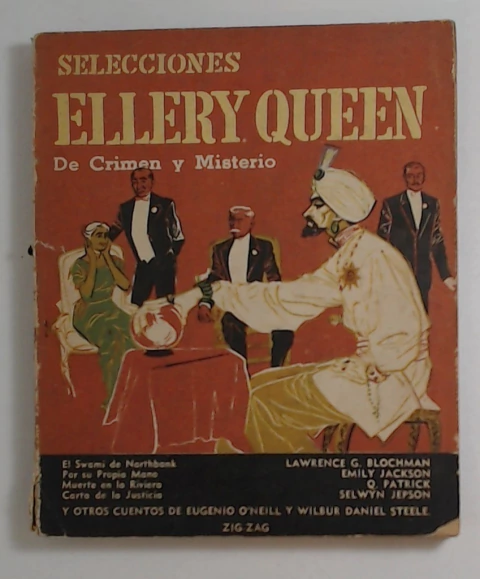 SELECCIONES
ELLERY QUEEN
De Crimen y Misterio
El Swami de Northbank LAWRENCE G. BLOCHMAN
Por su Propia Mano EMILY JACKSON
Muerte en la Riviera Q. PATRICK
Carta de la Justicia SELWYN JEPSON
Y OTROS CUENTOS DE EUGENIO O'NEILL Y WILBUR DANIEL STEELE.
ZIG-ZAG